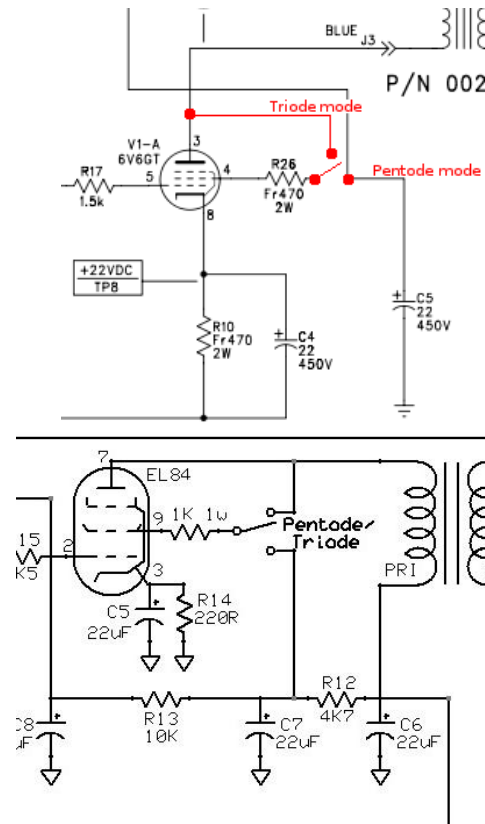 BLUE
J3
P/N 002
Triode mode
V1-A
6V6GT
3
R17
1.5k
5
4
R26
Fr470
2W
Pentode mode
8
+22VDC
TP8
R10
Fr470
2W
C4
22
450V
C5
22
450V
7
EL84
9
1K 1w
Pentode/
Triode
15
K5
2
3
PRI
C5
22uF
R14
220R
R12
4K7
R13
10K
C8
uF
C7
22uF
C6
22uF